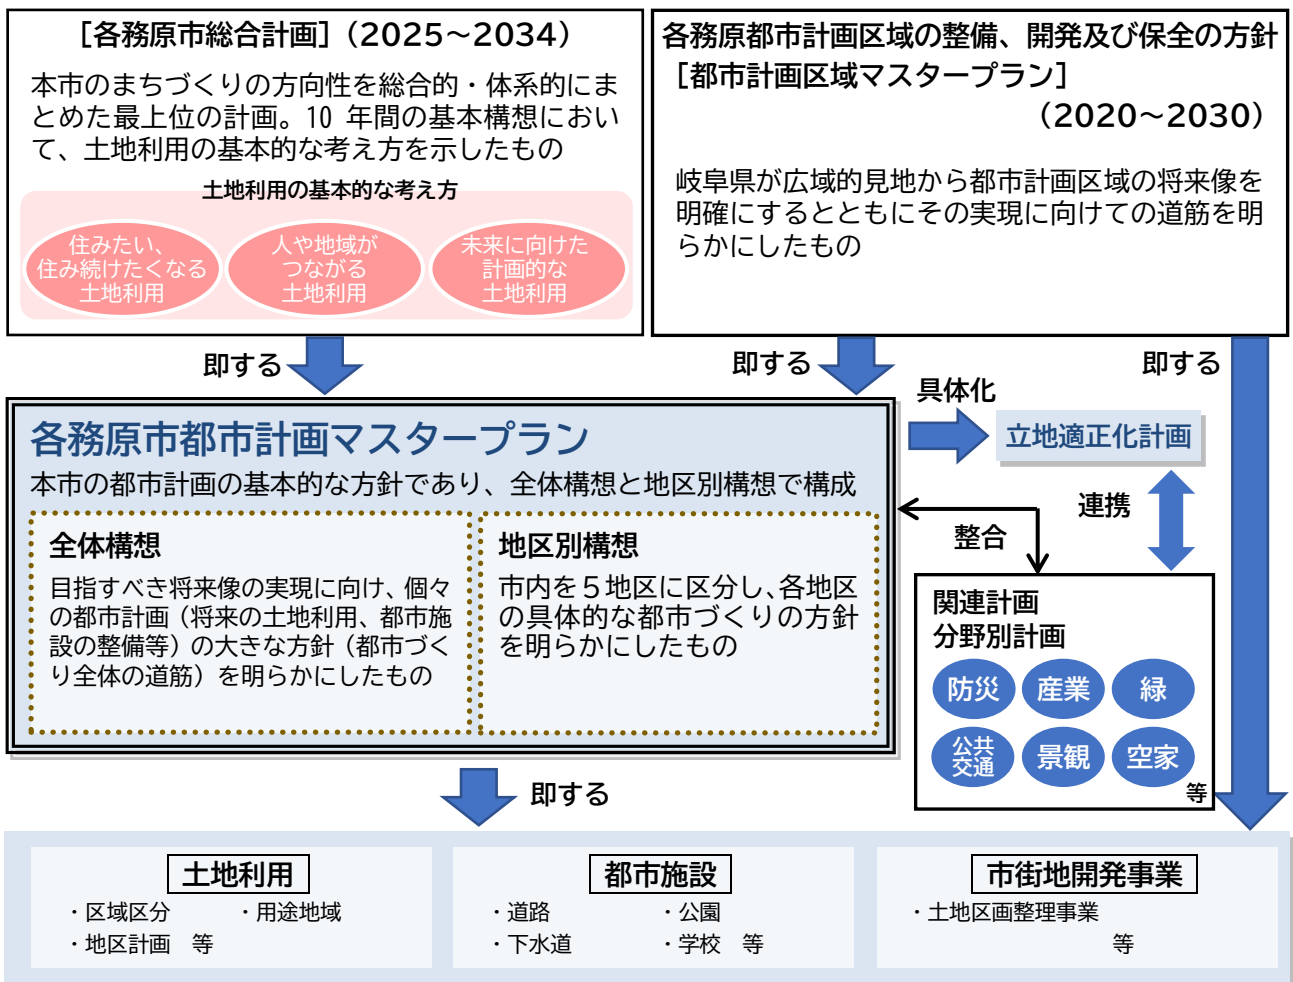 ［各務原市総合計画］（2025～2034）
本市のまちづくりの方向性を総合的・体系的にま
とめた最上位の計画。10 年間の基本構想におい
て、土地利用の基本的な考え方を示したもの
土地利用の基本的な考え方
住みたい、
住み続けたくなる
土地利用
人や地域が
つながる
土地利用
未来に向けた
計画的な
土地利用
各務原都市計画区域の整備、開発及び保全の方針
［都市計画区域マスタープラン］
（2020～2030）
岐阜県が広域的見地から都市計画区域の将来像を
明確にするとともにその実現に向けての道筋を明
らかにしたもの
即する
即する
即する
各務原市都市計画マスタープラン
本市の都市計画の基本的な方針であり、全体構想と地区別構想で構成
全体構想
目指すべき将来像の実現に向け、個々
の都市計画（将来の土地利用、都市施
設の整備等）の大きな方針（都市づく
り全体の道筋）を明らかにしたもの
地区別構想
市内を５地区に区分し、各地区
の具体的な都市づくりの方針
を明らかにしたもの
具体化
立地適正化計画
連携
整合
関連計画
分野別計画
防災
産業
緑
公共
交通
景観
空家
等
即する
土地利用
・区域区分 ・用途地域
・地区計画 等
都市施設
・道路 ・公園
・下水道 ・学校 等
市街地開発事業
・土地区画整理事業
等